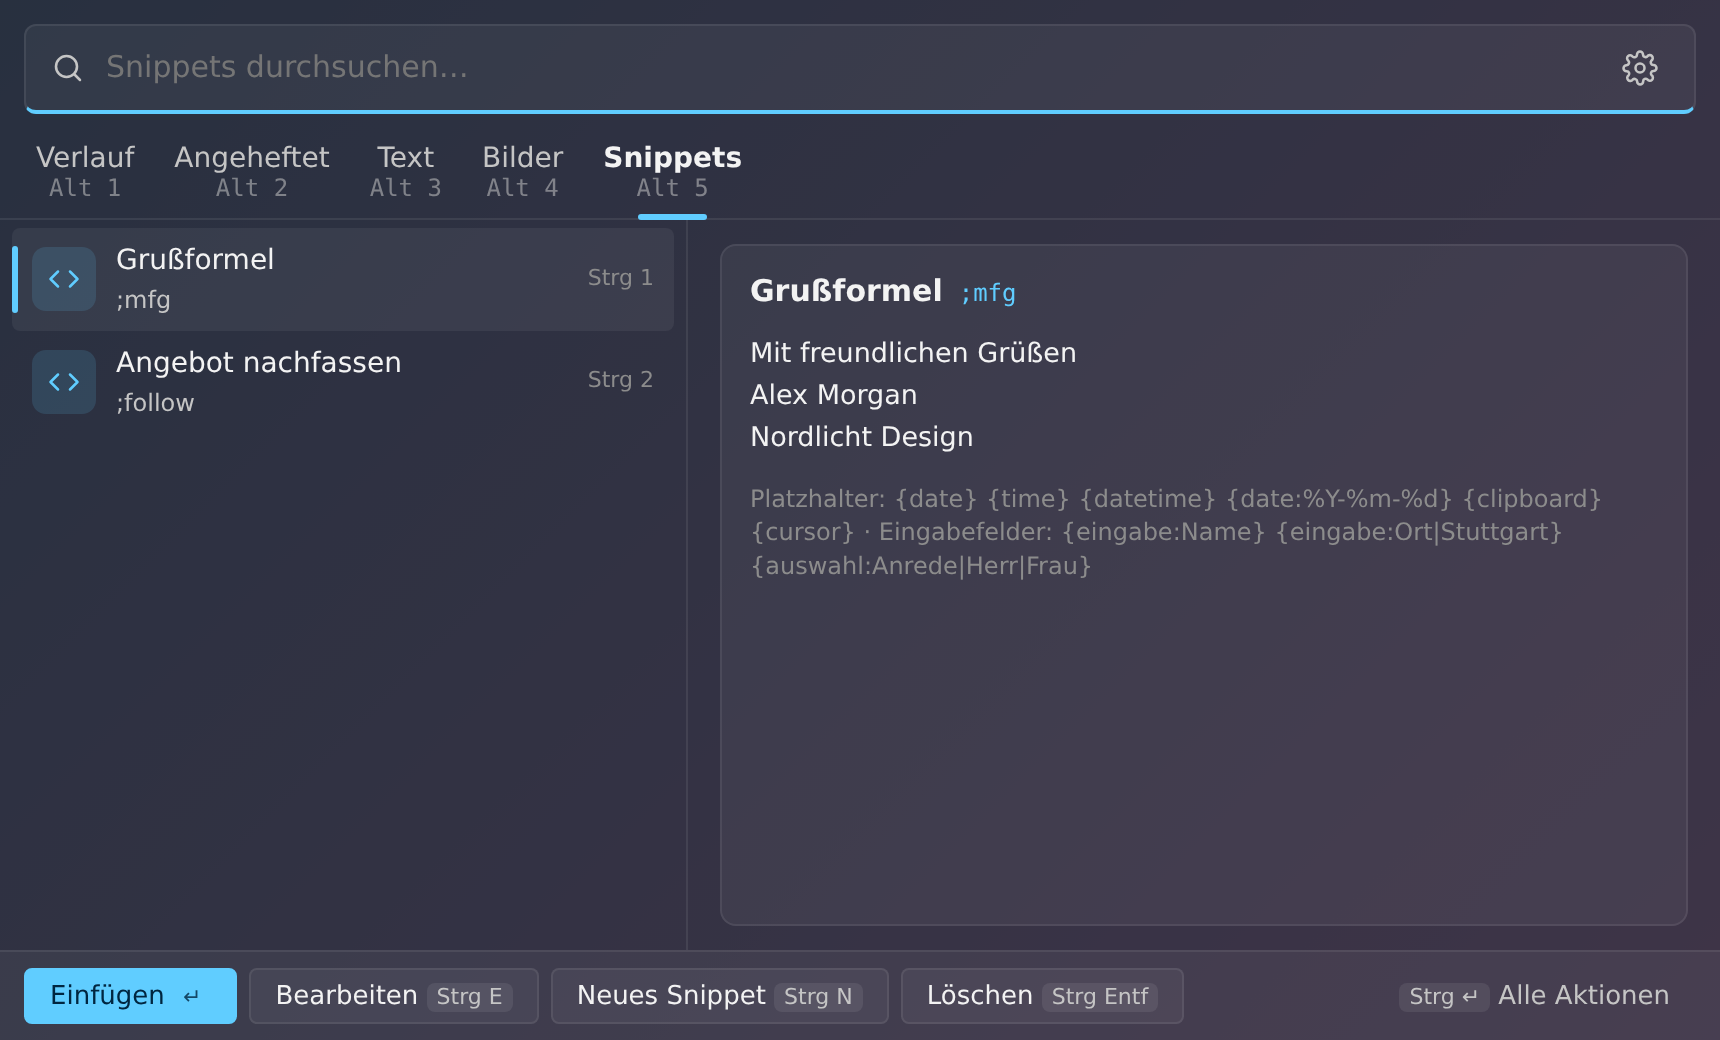 Snippets durchsuchen…
Verlauf Angeheftet Text Bilder Snippets
Alt 1 Alt 2 Alt 3 Alt 4 Alt 5
Grußformel
;mfg
Strg 1
Angebot nachfassen
;follow
Strg 2
Grußformel ;mfg
Mit freundlichen Grüßen
Alex Morgan
Nordlicht Design
Platzhalter: {date} {time} {datetime} {date:%Y-%m-%d} {clipboard}
{cursor} · Eingabefelder: {eingabe:Name} {eingabe:Ort|Stuttgart}
{auswahl:Anrede|Herr|Frau}
Einfügen ↵ Bearbeiten Strg E Neues Snippet Strg N Löschen Strg Entf Strg ↵ Alle Aktionen